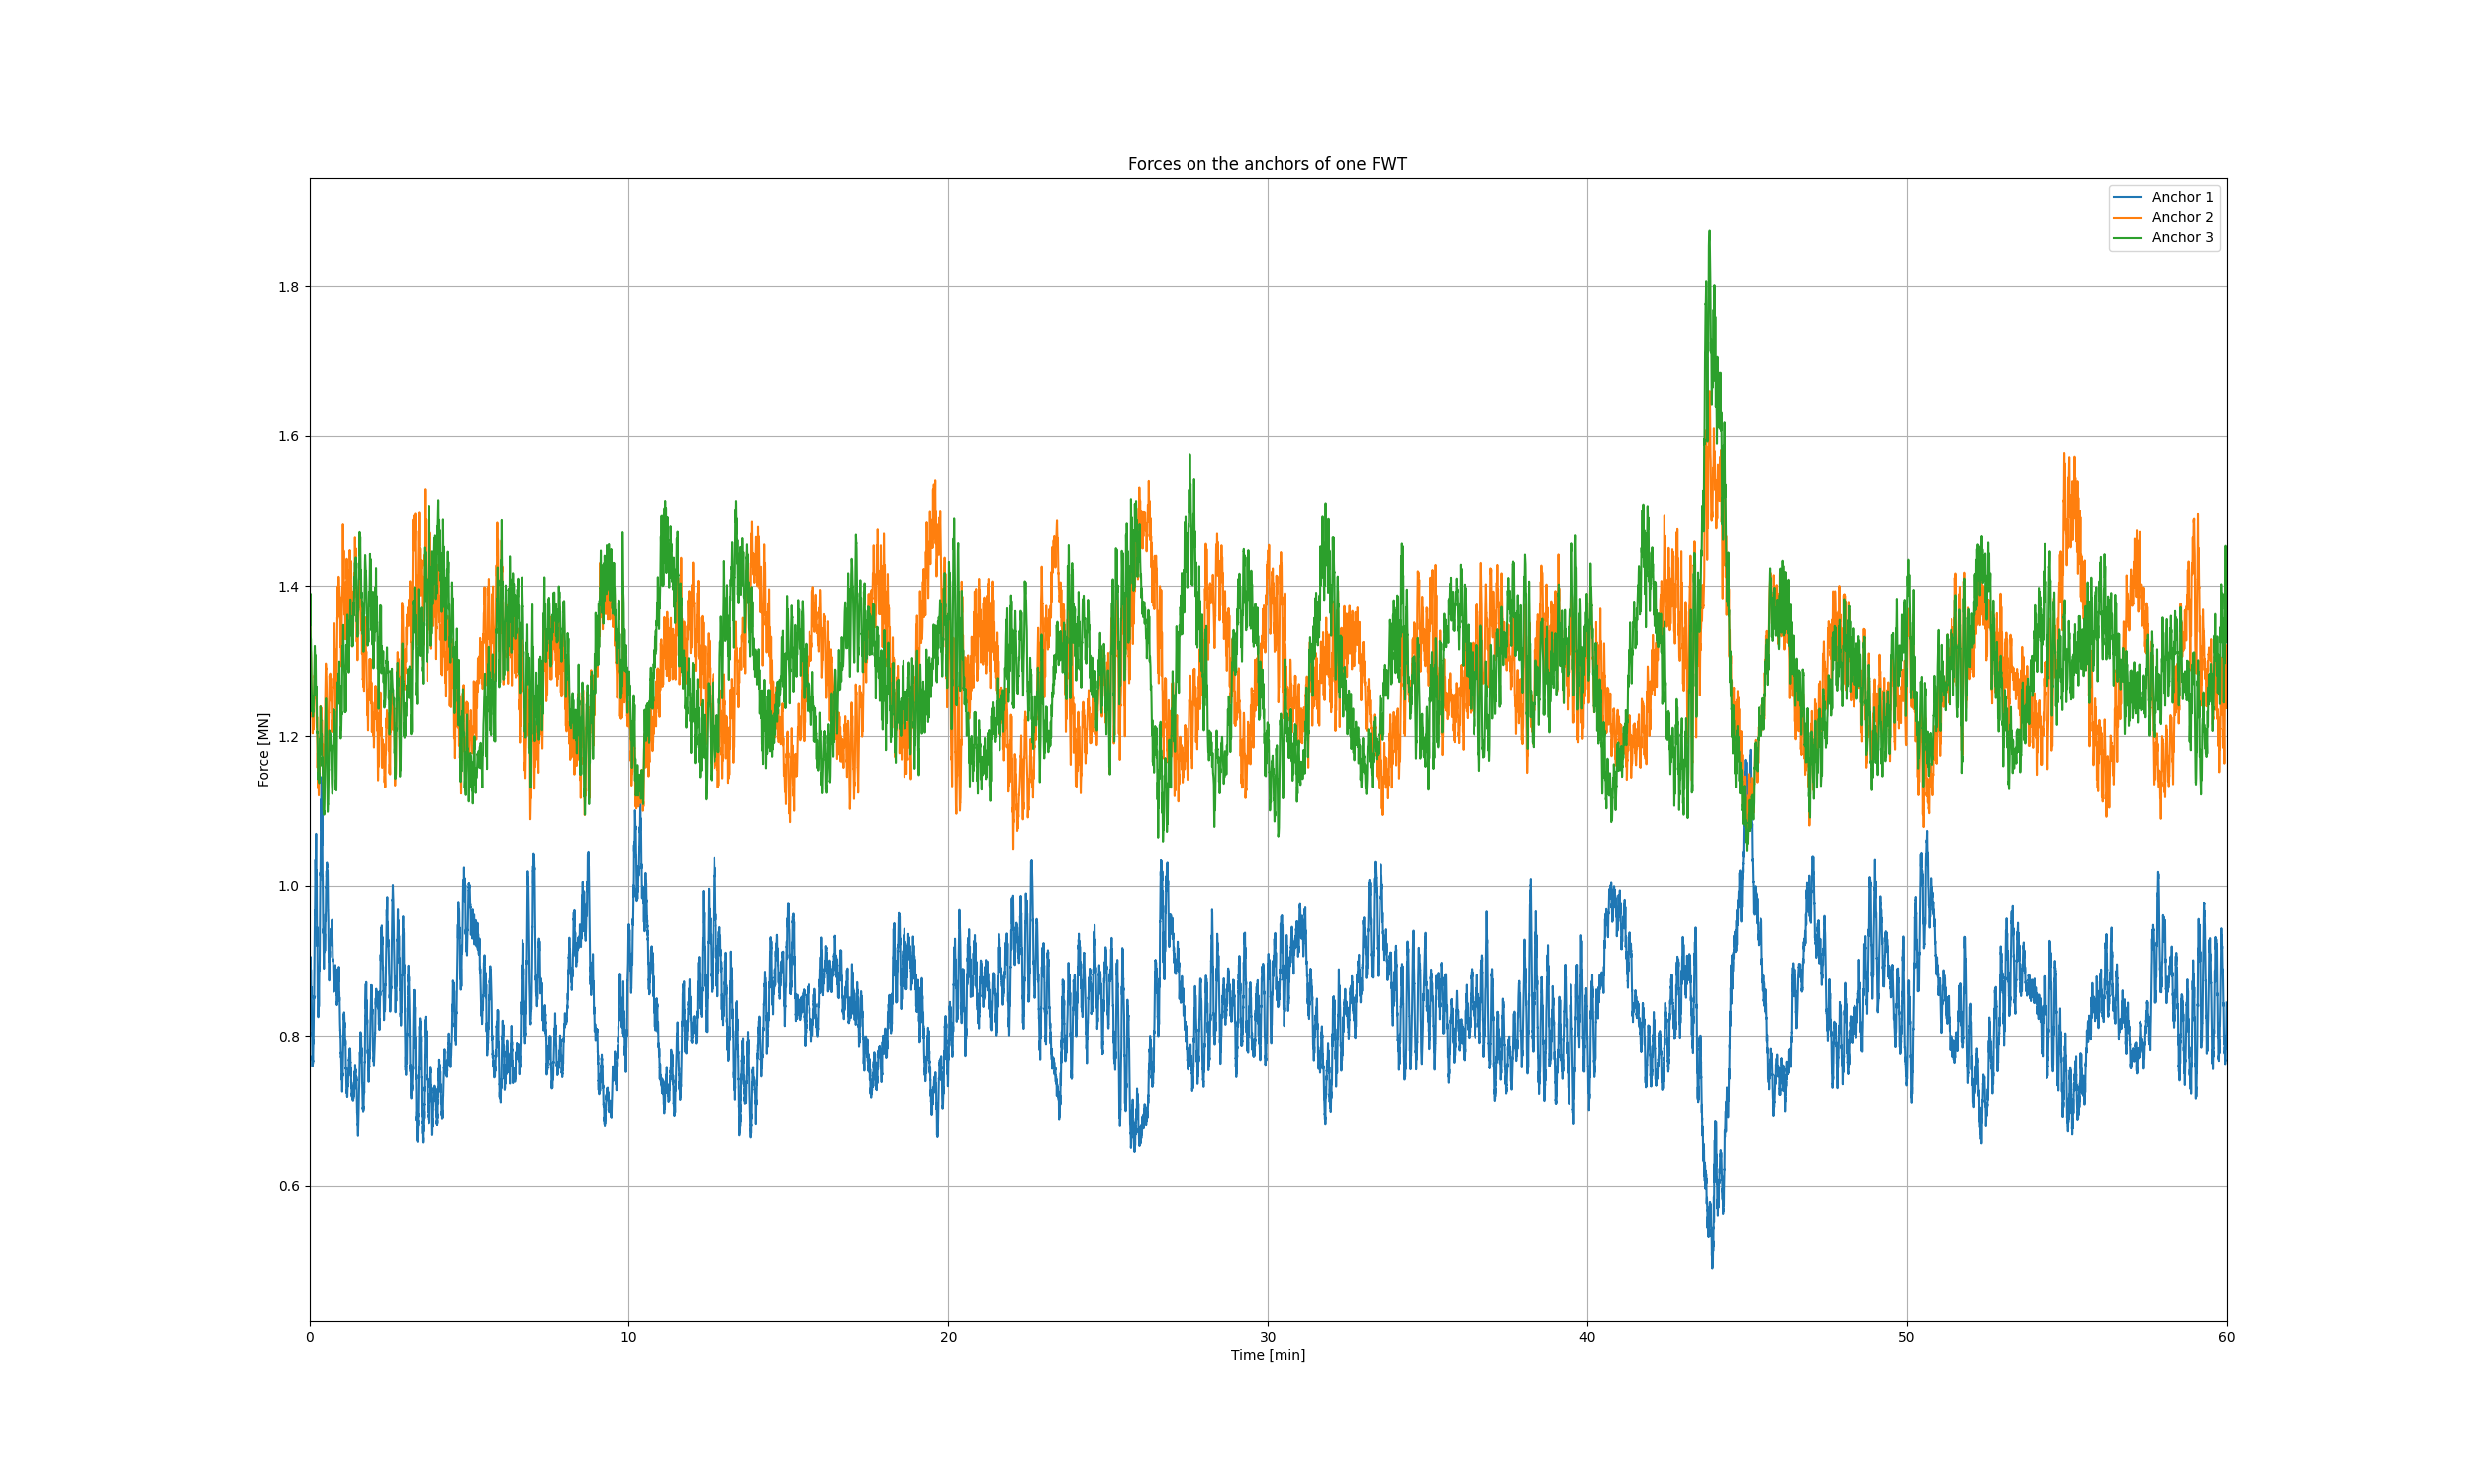 Forces on the anchors of one FWT
Anchor 1
Anchor 2
Anchor 3
Force [MN]
1.8
1.6
1.4
1.2
1.0
0.8
0.6
0 10 20 30 40 50 60
Time [min]